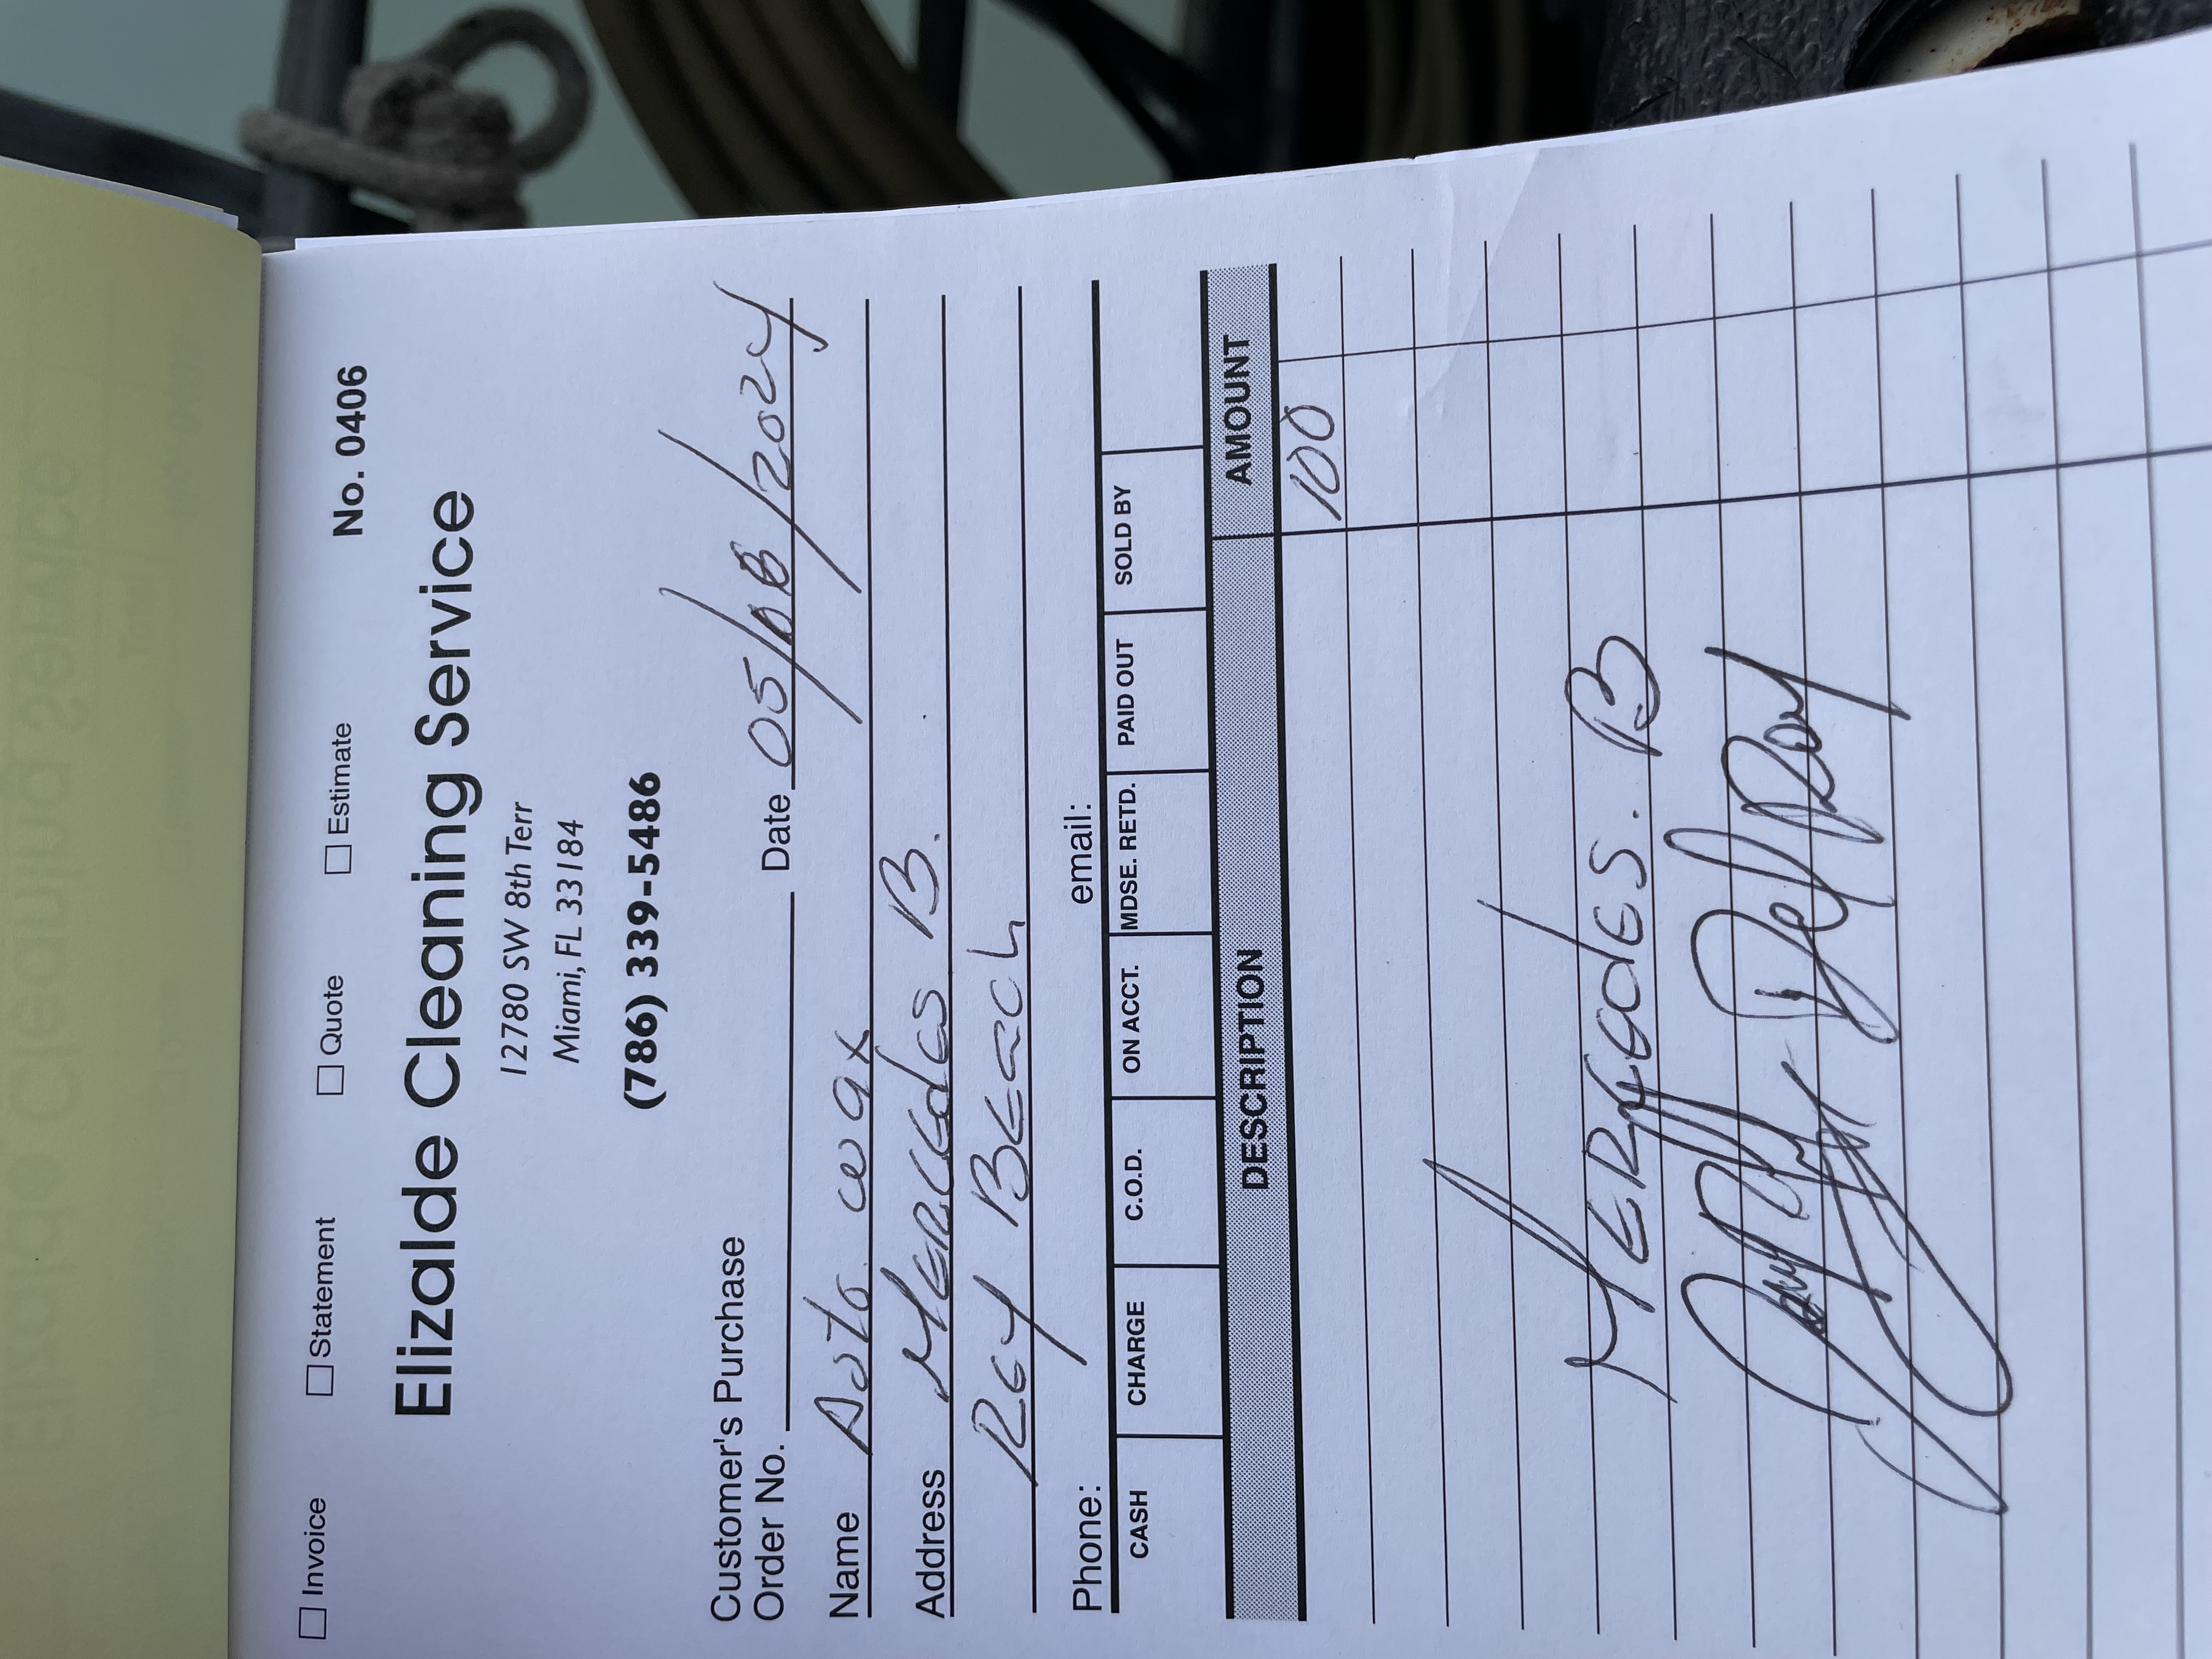 Invoice Statement Quote Estimate
No. 0406
Elizalde Cleaning Service
12780 SW 8th Terr
Miami, FL 33184
(786) 339-5486
Customer's Purchase
Order No. Date 05/08/2024
Name Auto wax
Address Mercedes B.
Rey Beach
Phone: email:
CASH CHARGE C.O.D. ON ACCT. MDSE. RETD. PAID OUT SOLD BY
DESCRIPTION AMOUNT
100
MERCEDES. B